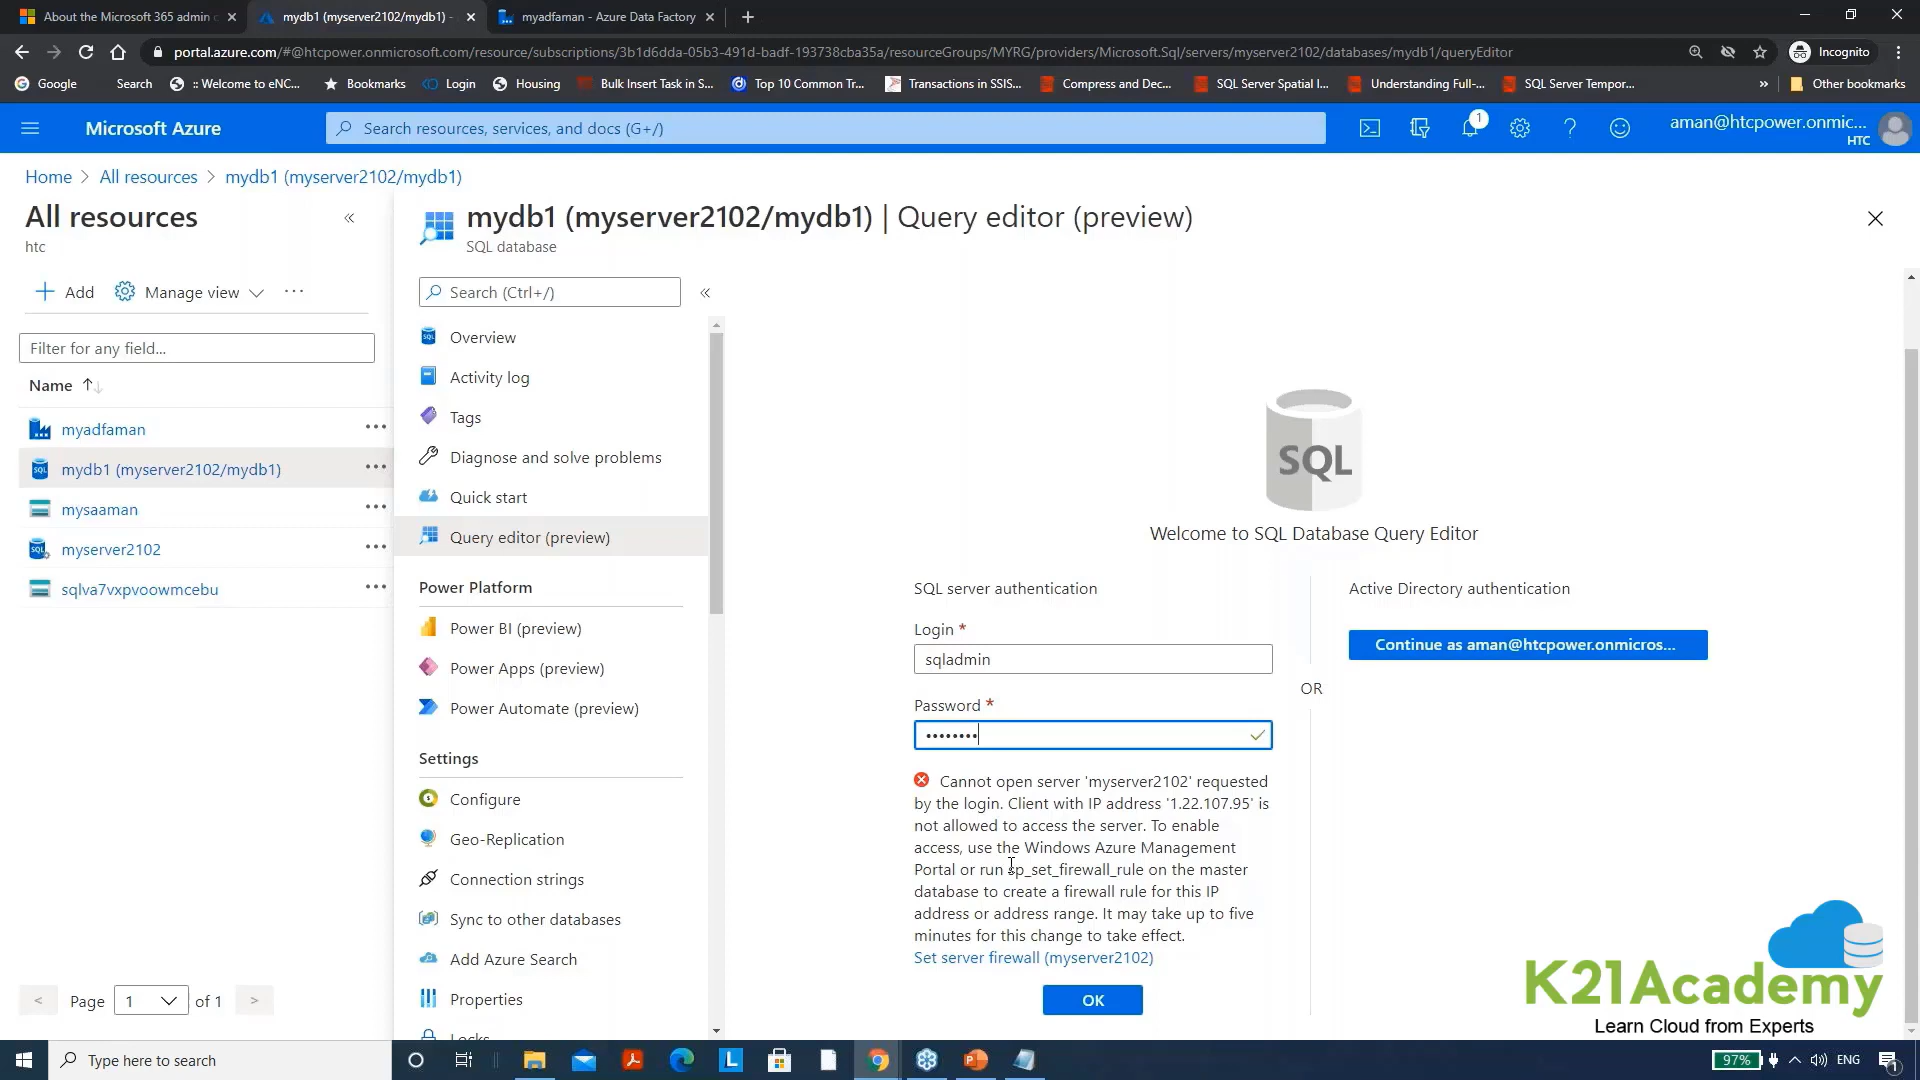 About the Microsoft 365 admin c
mydb1 (myserver2102/mydb1) -
myadfaman - Azure Data Factory
portal.azure.com/#@htcpower.onmicrosoft.com/resource/subscriptions/3b1d6dda-05b3-491d-badf-193738cba35a/resourceGroups/MYRG/providers/Microsoft.Sql/servers/myserver2102/databases/mydb1/queryEditor
Incognito
Google
Search
:: Welcome to eNC...
Bookmarks
Login
Housing
Bulk Insert Task in S...
Top 10 Common Tr...
Transactions in SSIS...
Compress and Dec...
SQL Server Spatial I...
Understanding Full-...
SQL Server Tempor...
»
Other bookmarks
Microsoft Azure
Search resources, services, and docs (G+/)
1
aman@htcpower.onmic...
HTC
Home > All resources > mydb1 (myserver2102/mydb1)
All resources
htc
Add
Manage view
Filter for any field...
Name
myadfaman
mydb1 (myserver2102/mydb1)
mysaaman
myserver2102
sqlva7vxpvoowmcebu
< Page 1 of 1 >
mydb1 (myserver2102/mydb1) | Query editor (preview)
SQL database
Search (Ctrl+/)
Overview
Activity log
Tags
Diagnose and solve problems
Quick start
Query editor (preview)
Power Platform
Power BI (preview)
Power Apps (preview)
Power Automate (preview)
Settings
Configure
Geo-Replication
Connection strings
Sync to other databases
Add Azure Search
Properties
Locks
SQL
Welcome to SQL Database Query Editor
SQL server authentication
Login *
sqladmin
Password *
••••••••
Cannot open server 'myserver2102' requested
by the login. Client with IP address '1.22.107.95' is
not allowed to access the server. To enable
access, use the Windows Azure Management
Portal or run sp_set_firewall_rule on the master
database to create a firewall rule for this IP
address or address range. It may take up to five
minutes for this change to take effect.
Set server firewall (myserver2102)
OK
OR
Active Directory authentication
Continue as aman@htcpower.onmicros...
K21Academy
Learn Cloud from Experts
Type here to search
L
97%
ENG
1